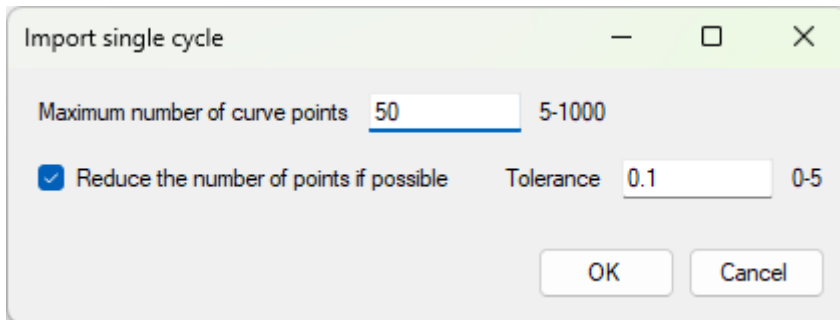 Import single cycle
Maximum number of curve points 50 5-1000
Reduce the number of points if possible Tolerance 0.1 0-5
OK Cancel